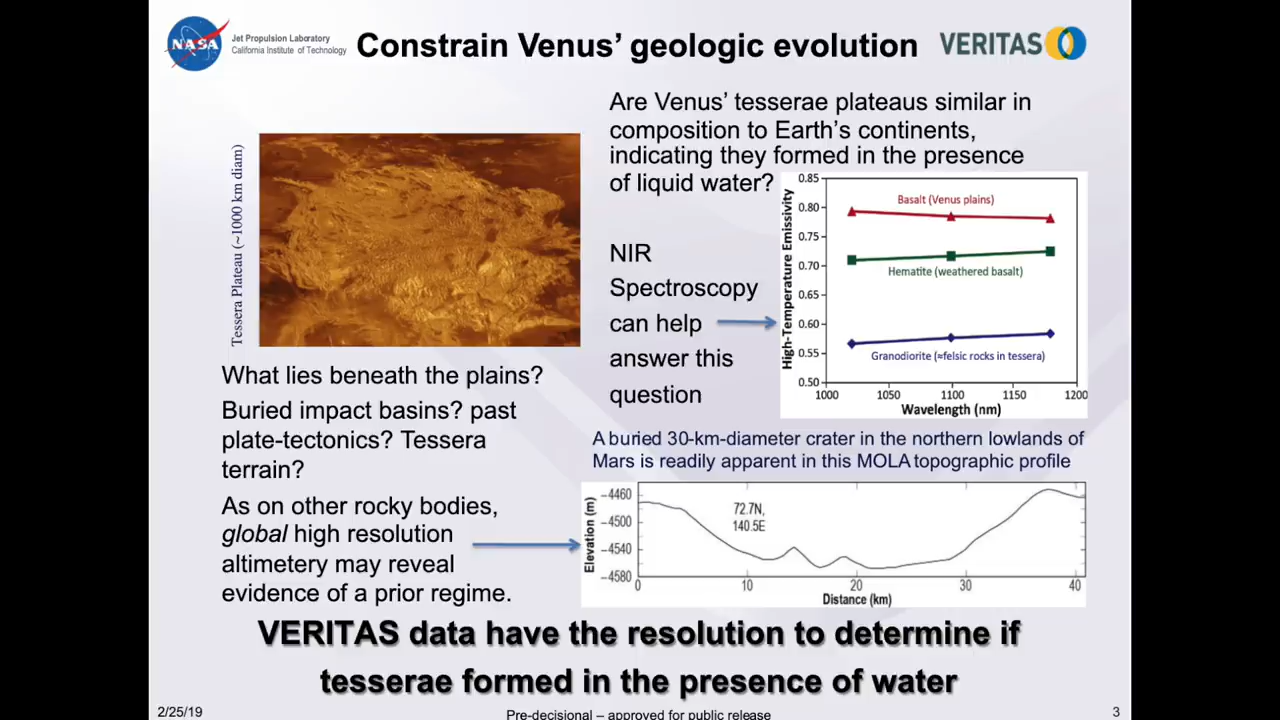 NASA
Jet Propulsion Laboratory
California Institute of Technology
Constrain Venus' geologic evolution
VERITAS
Tessera Plateau (~1000 km diam)
Are Venus' tesserae plateaus similar in
composition to Earth's continents,
indicating they formed in the presence
of liquid water?
NIR
Spectroscopy
can help
answer this
question
High-Temperature Emissivity
0.85
0.80
0.75
0.70
0.65
0.60
0.55
0.50
Basalt (Venus plains)
Hematite (weathered basalt)
Granodiorite (≈felsic rocks in tessera)
1000 1050 1100 1150 1200
Wavelength (nm)
What lies beneath the plains?
Buried impact basins? past
plate-tectonics? Tessera
terrain?
As on other rocky bodies,
global high resolution
altimetery may reveal
evidence of a prior regime.
A buried 30-km-diameter crater in the northern lowlands of
Mars is readily apparent in this MOLA topographic profile
Elevation (m)
−4460
−4500
−4540
−4580
72.7N,
140.5E
0 10 20 30 40
Distance (km)
VERITAS data have the resolution to determine if
tesserae formed in the presence of water
2/25/19
Pre-decisional – approved for public release
3